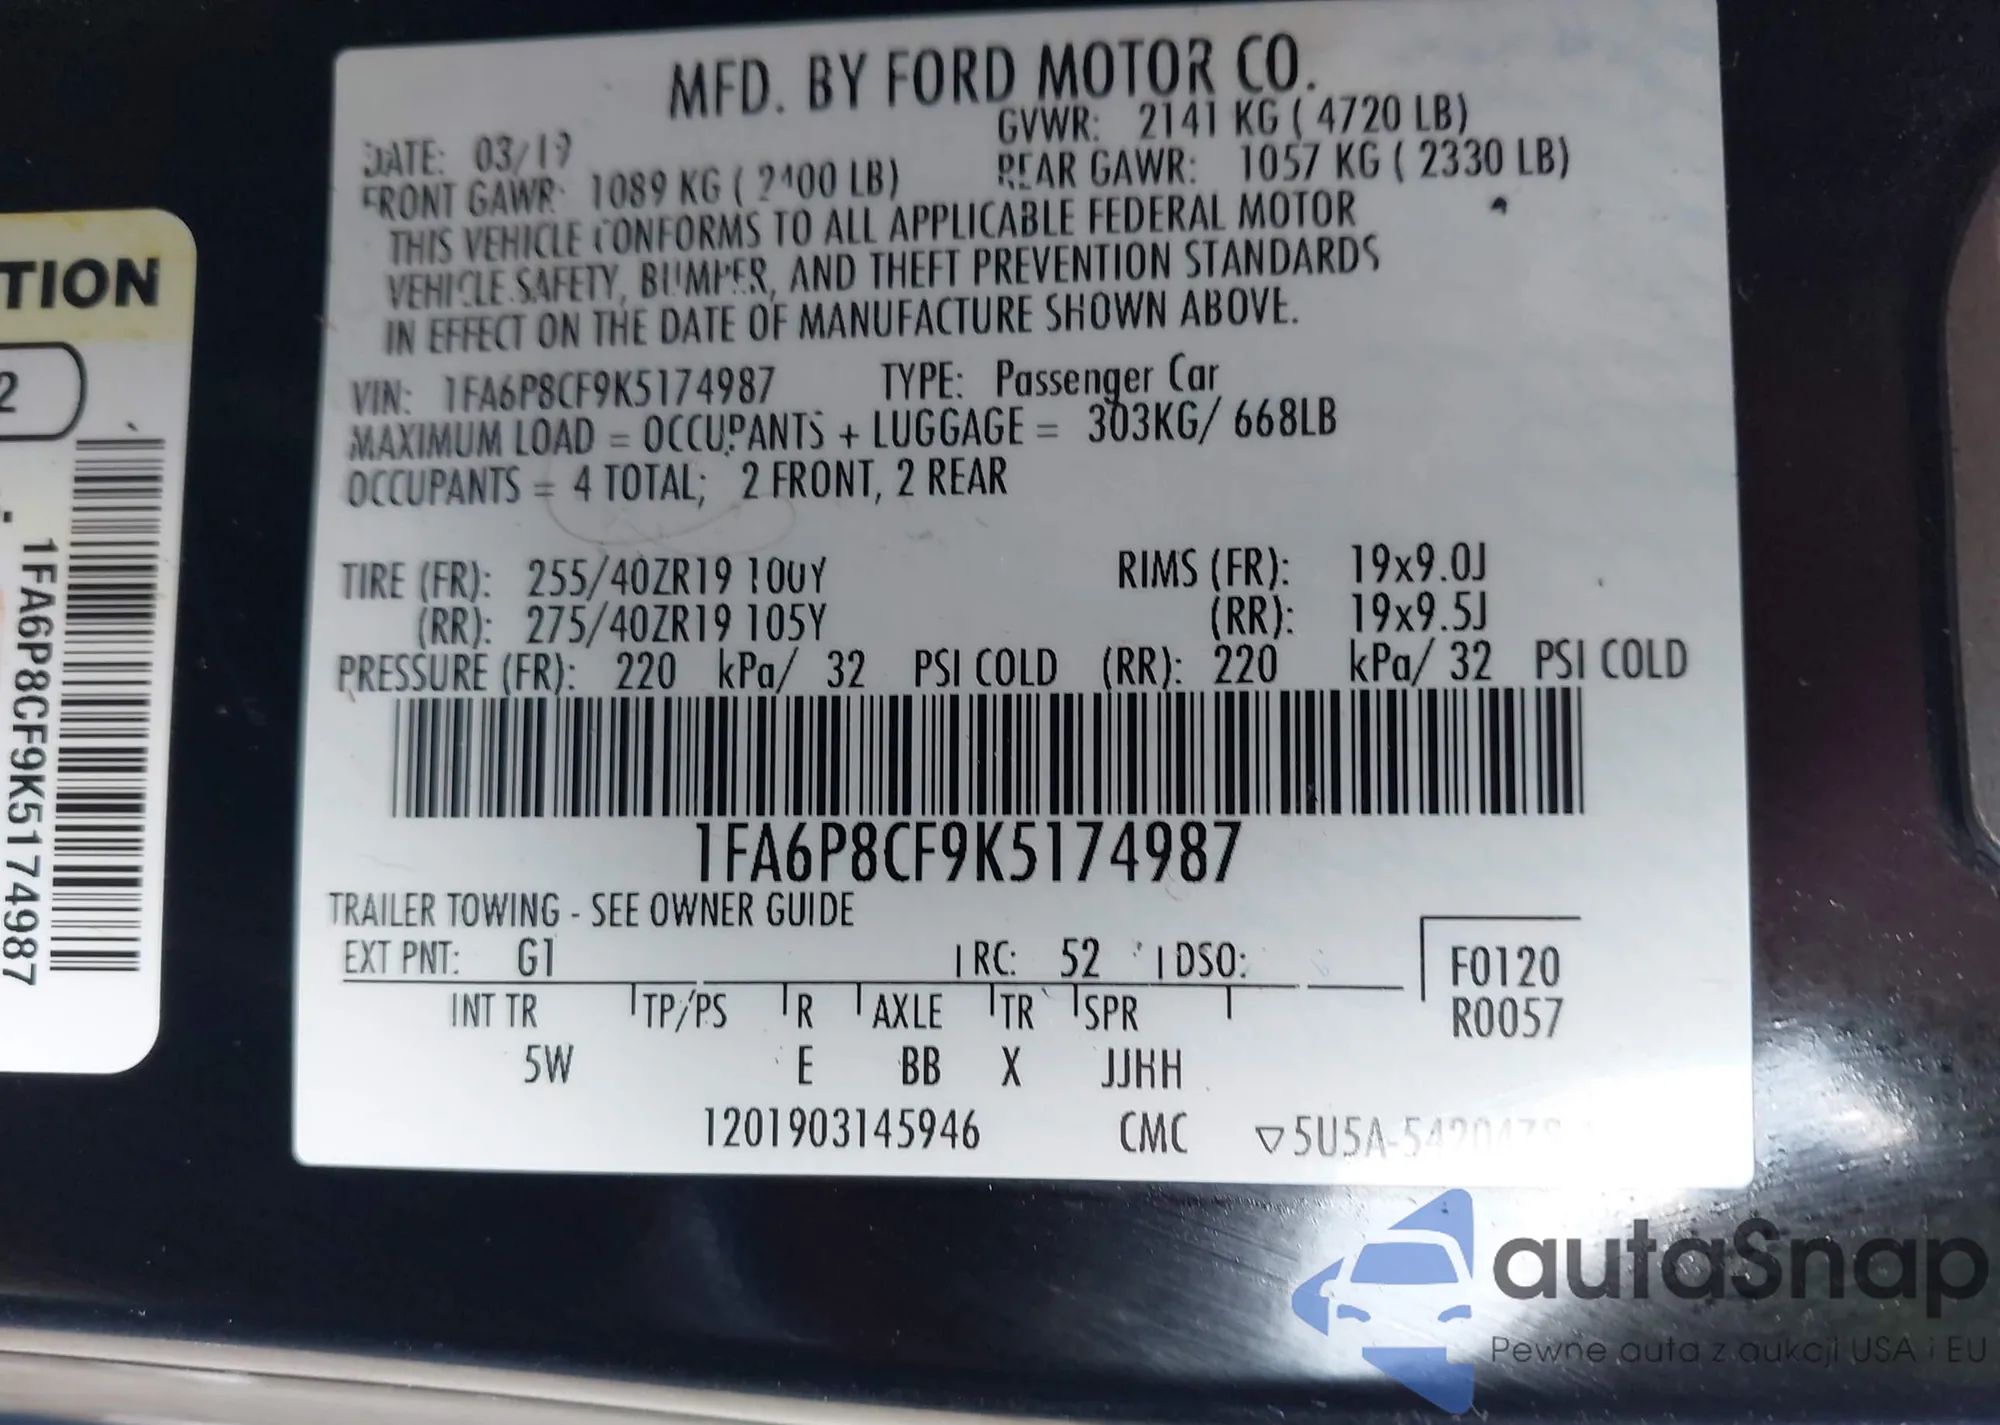 MFD. BY FORD MOTOR CO.
DATE: 03/19
GVWR: 2141 KG ( 4720 LB)
FRONT GAWR: 1089 KG ( 2400 LB)
REAR GAWR: 1057 KG ( 2330 LB)
THIS VEHICLE CONFORMS TO ALL APPLICABLE FEDERAL MOTOR
VEHICLE SAFETY, BUMPER, AND THEFT PREVENTION STANDARDS
IN EFFECT ON THE DATE OF MANUFACTURE SHOWN ABOVE.
VIN: 1FA6P8CF9K5174987 TYPE: Passenger Car
MAXIMUM LOAD = OCCUPANTS + LUGGAGE = 303KG/ 668LB
OCCUPANTS = 4 TOTAL; 2 FRONT, 2 REAR
TIRE (FR): 255/40ZR19 100Y RIMS (FR): 19x9.0J
(RR): 275/40ZR19 105Y (RR): 19x9.5J
PRESSURE (FR): 220 kPa/ 32 PSI COLD (RR): 220 kPa/ 32 PSI COLD
1FA6P8CF9K5174987
TRAILER TOWING - SEE OWNER GUIDE
EXT PNT: G1 RC: 52 DSO:
F0120
R0057
INT TR TP/PS R AXLE TR SPR
5W E BB X JJHH
1201903145946 CMC
TION
2
1FA6P8CF9K5174987
autaSnap
Pewne auta z aukcji USA i EU